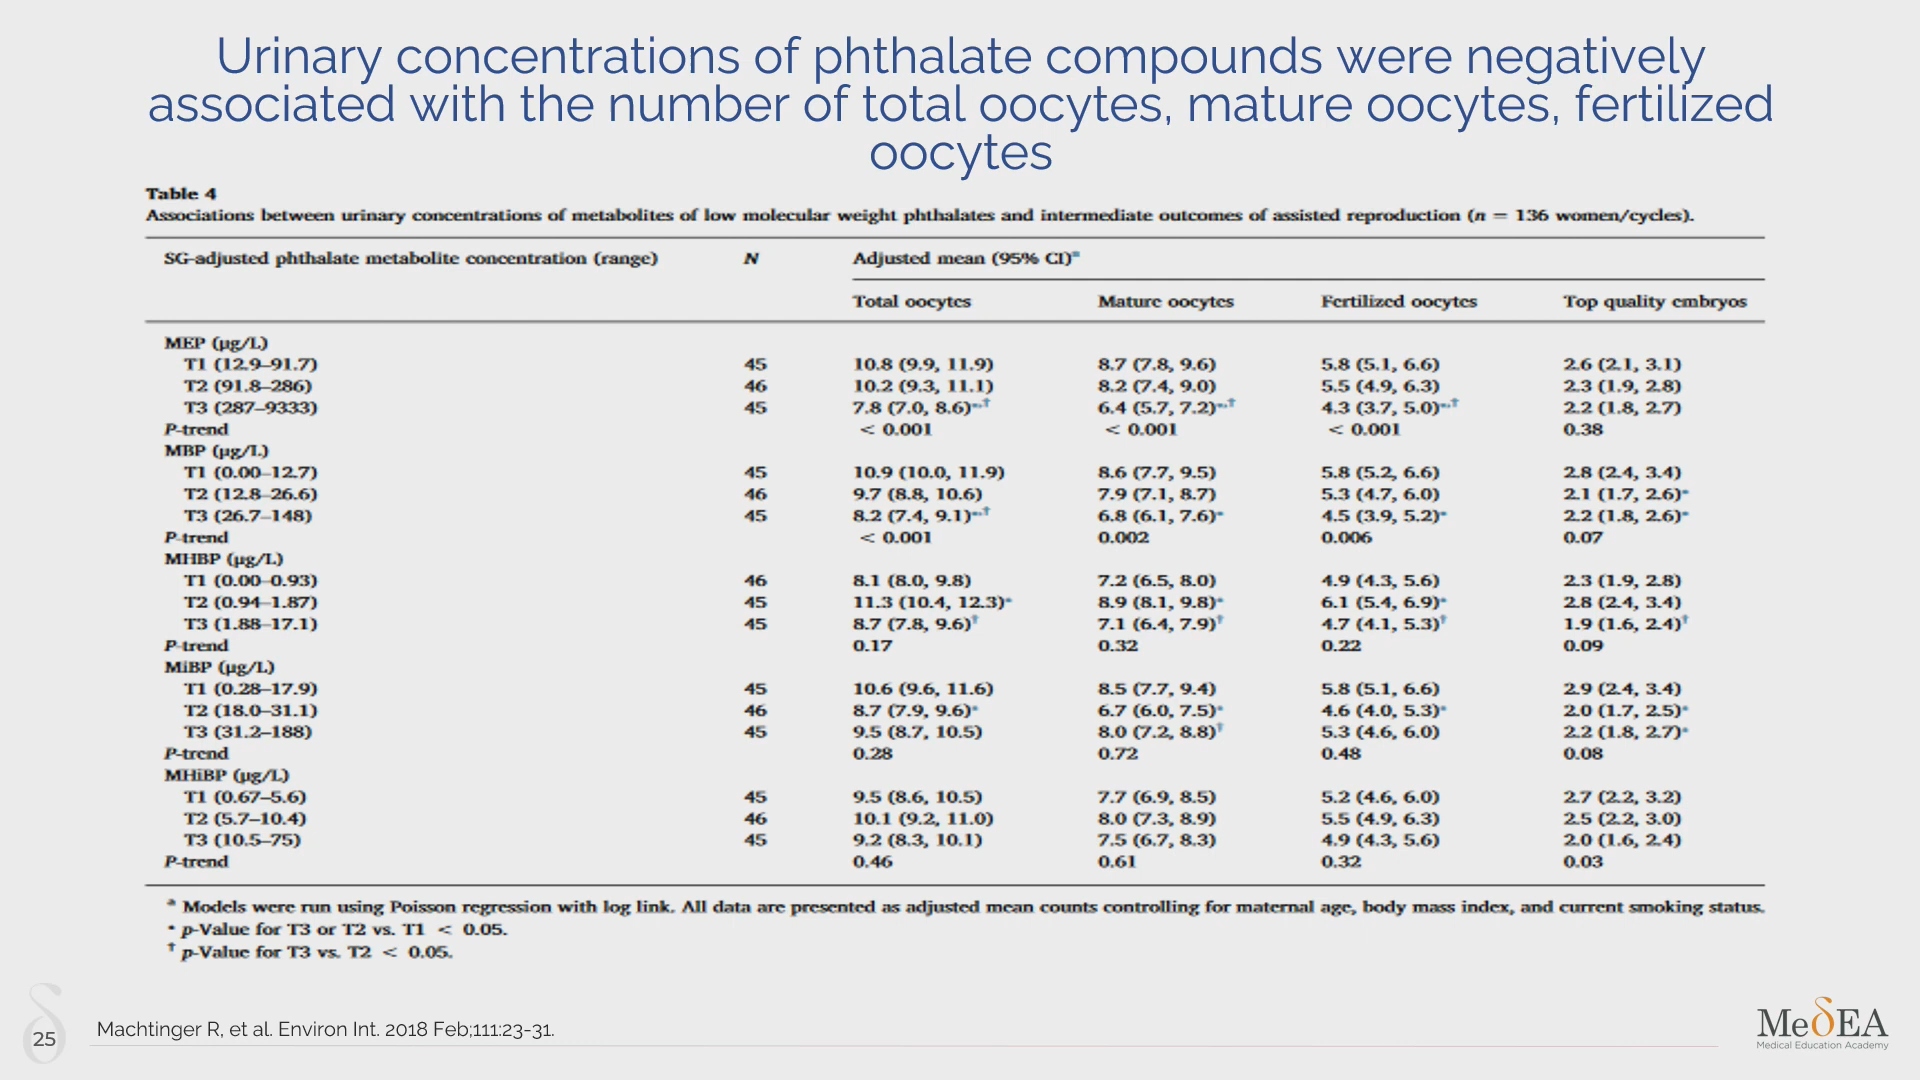 Urinary concentrations of phthalate compounds were negatively
associated with the number of total oocytes, mature oocytes, fertilized
oocytes
Table 4
Associations between urinary concentrations of metabolites of low molecular weight phthalates and intermediate outcomes of assisted reproduction (n = 136 women/cycles).
SG-adjusted phthalate metabolite concentration (range) N Adjusted mean (95% CI)ª
Total oocytes Mature oocytes Fertilized oocytes Top quality embryos
MEP (μg/L)
T1 (12.9–91.7) 45 10.8 (9.9, 11.9) 8.7 (7.8, 9.6) 5.8 (5.1, 6.6) 2.6 (2.1, 3.1)
T2 (91.8–286) 46 10.2 (9.3, 11.1) 8.2 (7.4, 9.0) 5.5 (4.9, 6.3) 2.3 (1.9, 2.8)
T3 (287–9333) 45 7.8 (7.0, 8.6)*,† 6.4 (5.7, 7.2)*,† 4.3 (3.7, 5.0)*,† 2.2 (1.8, 2.7)
P-trend < 0.001 < 0.001 < 0.001 0.38
MBP (μg/L)
T1 (0.00–12.7) 45 10.9 (10.0, 11.9) 8.6 (7.7, 9.5) 5.8 (5.2, 6.6) 2.8 (2.4, 3.4)
T2 (12.8–26.6) 46 9.7 (8.8, 10.6) 7.9 (7.1, 8.7) 5.3 (4.7, 6.0) 2.1 (1.7, 2.6)*
T3 (26.7–148) 45 8.2 (7.4, 9.1)*,† 6.8 (6.1, 7.6)* 4.5 (3.9, 5.2)* 2.2 (1.8, 2.6)*
P-trend < 0.001 0.002 0.006 0.07
MHBP (μg/L)
T1 (0.00–0.93) 46 8.1 (8.0, 9.8) 7.2 (6.5, 8.0) 4.9 (4.3, 5.6) 2.3 (1.9, 2.8)
T2 (0.94–1.87) 45 11.3 (10.4, 12.3)* 8.9 (8.1, 9.8)* 6.1 (5.4, 6.9)* 2.8 (2.4, 3.4)
T3 (1.88–17.1) 45 8.7 (7.8, 9.6)† 7.1 (6.4, 7.9)† 4.7 (4.1, 5.3)† 1.9 (1.6, 2.4)†
P-trend 0.17 0.32 0.22 0.09
MiBP (μg/L)
T1 (0.28–17.9) 45 10.6 (9.6, 11.6) 8.5 (7.7, 9.4) 5.8 (5.1, 6.6) 2.9 (2.4, 3.4)
T2 (18.0–31.1) 46 8.7 (7.9, 9.6)* 6.7 (6.0, 7.5)* 4.6 (4.0, 5.3)* 2.0 (1.7, 2.5)*
T3 (31.2–188) 45 9.5 (8.7, 10.5) 8.0 (7.2, 8.8)† 5.3 (4.6, 6.0) 2.2 (1.8, 2.7)*
P-trend 0.28 0.72 0.48 0.08
MHiBP (μg/L)
T1 (0.67–5.6) 45 9.5 (8.6, 10.5) 7.7 (6.9, 8.5) 5.2 (4.6, 6.0) 2.7 (2.2, 3.2)
T2 (5.7–10.4) 46 10.1 (9.2, 11.0) 8.0 (7.3, 8.9) 5.5 (4.9, 6.3) 2.5 (2.2, 3.0)
T3 (10.5–75) 45 9.2 (8.3, 10.1) 7.5 (6.7, 8.3) 4.9 (4.3, 5.6) 2.0 (1.6, 2.4)
P-trend 0.46 0.61 0.32 0.03
ª Models were run using Poisson regression with log link. All data are presented as adjusted mean counts controlling for maternal age, body mass index, and current smoking status.
* p-Value for T3 or T2 vs. T1 < 0.05.
† p-Value for T3 vs. T2 < 0.05.
δ
25
Machtinger R, et al. Environ Int. 2018 Feb;111:23-31.
MeδEA
Medical Education Academy